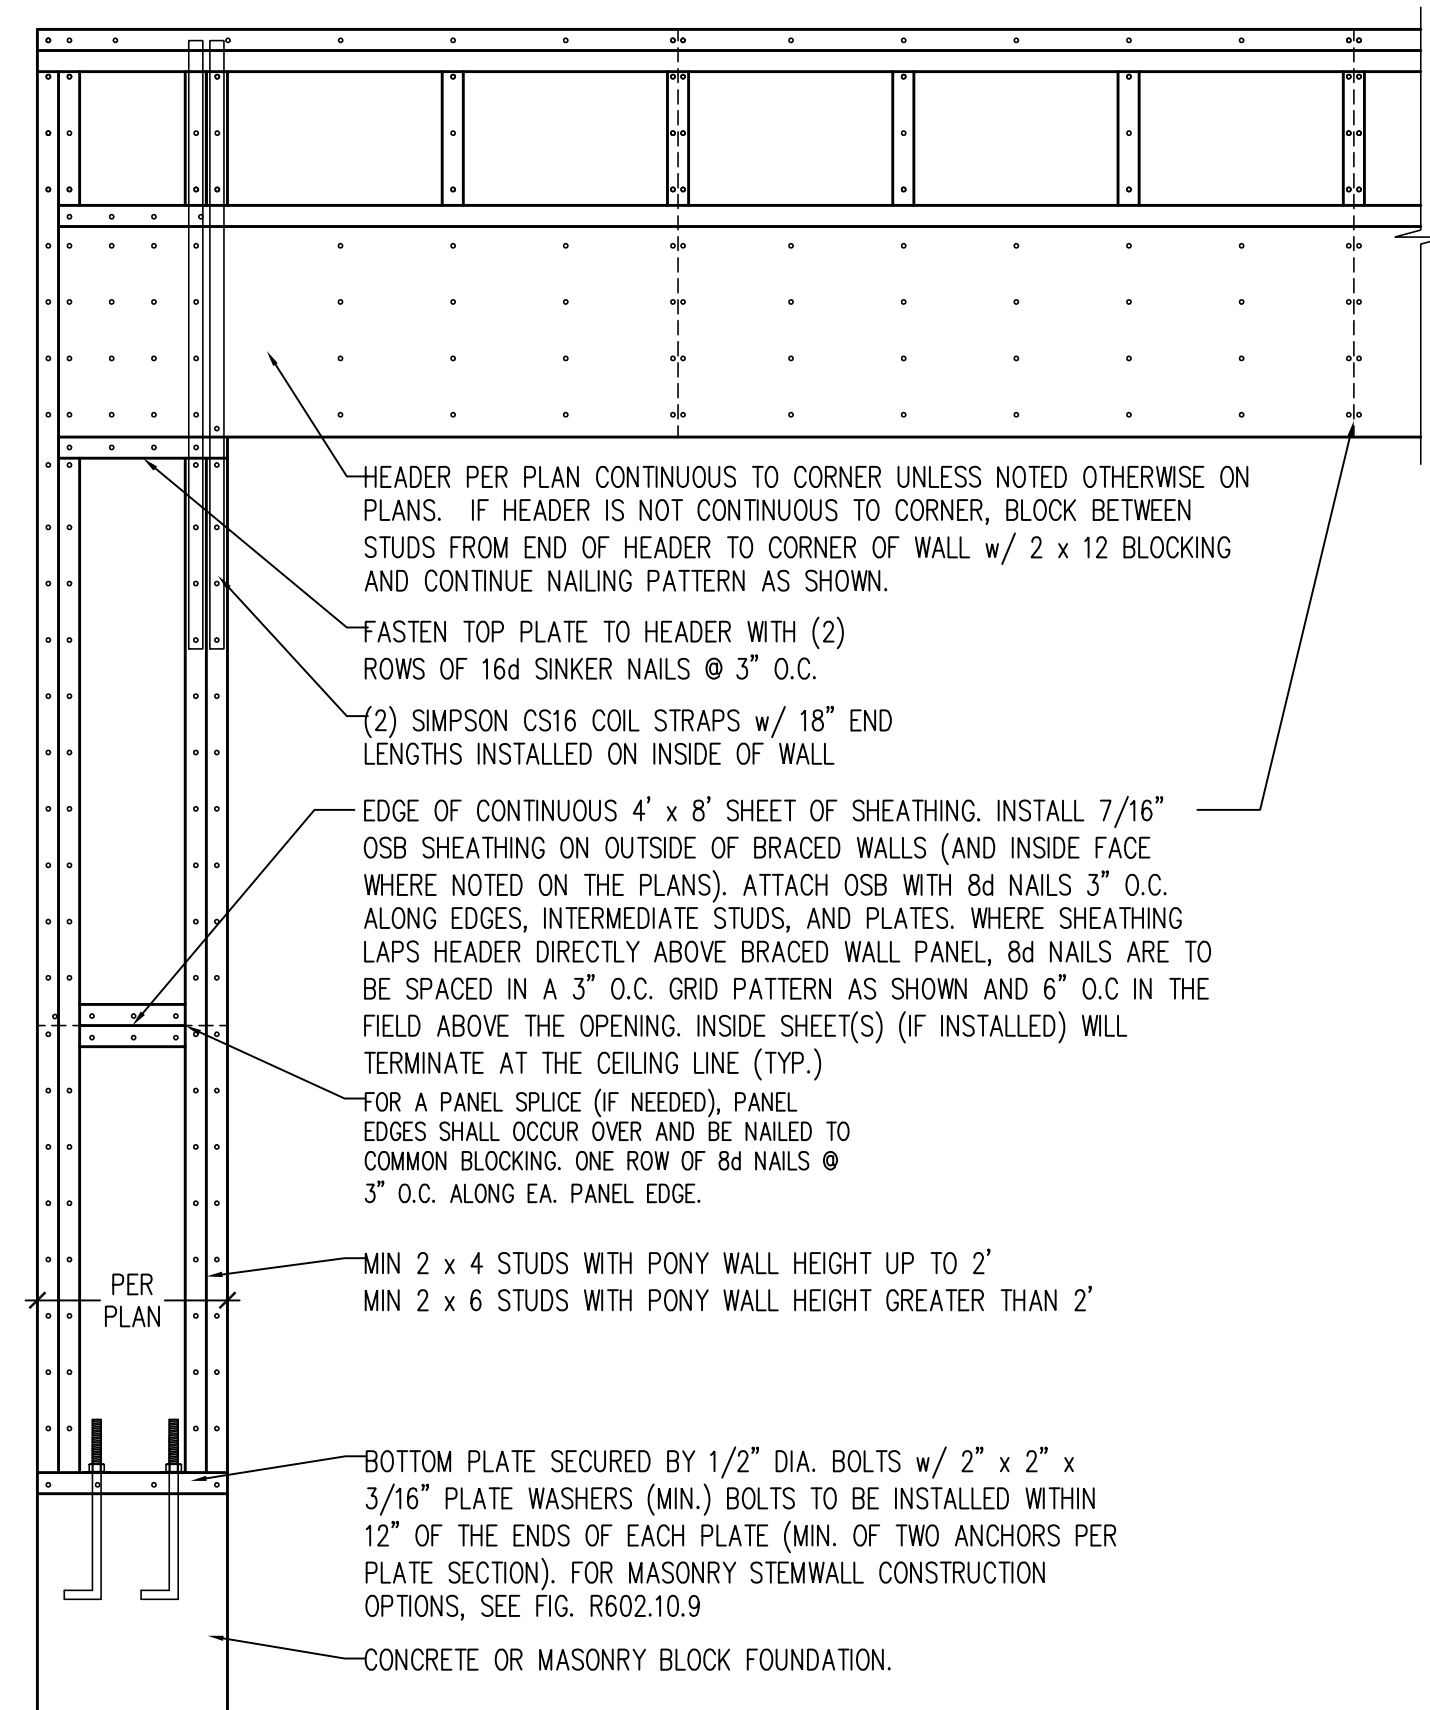 HEADER PER PLAN CONTINUOUS TO CORNER UNLESS NOTED OTHERWISE ON
PLANS. IF HEADER IS NOT CONTINUOUS TO CORNER, BLOCK BETWEEN
STUDS FROM END OF HEADER TO CORNER OF WALL w/ 2 x 12 BLOCKING
AND CONTINUE NAILING PATTERN AS SHOWN.
FASTEN TOP PLATE TO HEADER WITH (2)
ROWS OF 16d SINKER NAILS @ 3" O.C.
(2) SIMPSON CS16 COIL STRAPS w/ 18" END
LENGTHS INSTALLED ON INSIDE OF WALL
EDGE OF CONTINUOUS 4' x 8' SHEET OF SHEATHING. INSTALL 7/16"
OSB SHEATHING ON OUTSIDE OF BRACED WALLS (AND INSIDE FACE
WHERE NOTED ON THE PLANS). ATTACH OSB WITH 8d NAILS 3" O.C.
ALONG EDGES, INTERMEDIATE STUDS, AND PLATES. WHERE SHEATHING
LAPS HEADER DIRECTLY ABOVE BRACED WALL PANEL, 8d NAILS ARE TO
BE SPACED IN A 3" O.C. GRID PATTERN AS SHOWN AND 6" O.C IN THE
FIELD ABOVE THE OPENING. INSIDE SHEET(S) (IF INSTALLED) WILL
TERMINATE AT THE CEILING LINE (TYP.)
FOR A PANEL SPLICE (IF NEEDED), PANEL
EDGES SHALL OCCUR OVER AND BE NAILED TO
COMMON BLOCKING. ONE ROW OF 8d NAILS @
3" O.C. ALONG EA. PANEL EDGE.
MIN 2 x 4 STUDS WITH PONY WALL HEIGHT UP TO 2'
MIN 2 x 6 STUDS WITH PONY WALL HEIGHT GREATER THAN 2'
PER
PLAN
BOTTOM PLATE SECURED BY 1/2" DIA. BOLTS w/ 2" x 2" x
3/16" PLATE WASHERS (MIN.) BOLTS TO BE INSTALLED WITHIN
12" OF THE ENDS OF EACH PLATE (MIN. OF TWO ANCHORS PER
PLATE SECTION). FOR MASONRY STEMWALL CONSTRUCTION
OPTIONS, SEE FIG. R602.10.9
CONCRETE OR MASONRY BLOCK FOUNDATION.